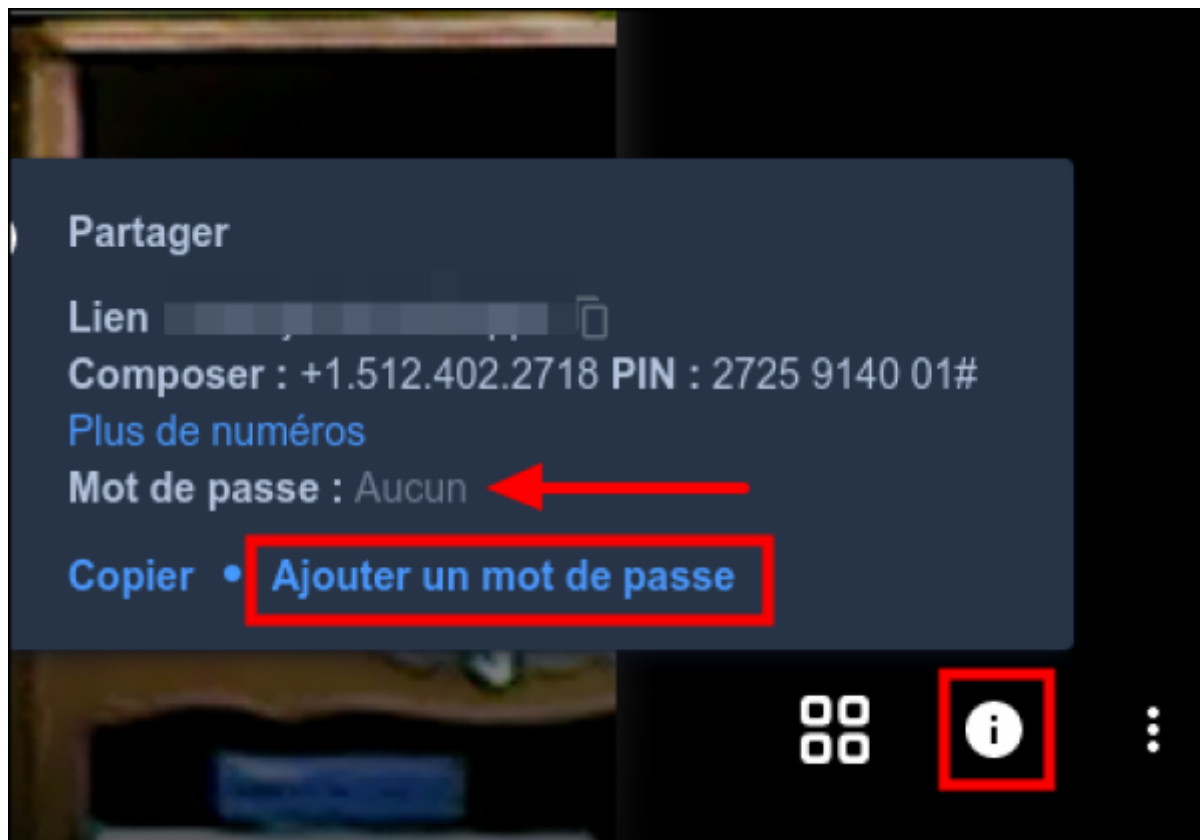 Partager
Lien
Composer : +1.512.402.2718 PIN : 2725 9140 01#
Plus de numéros
Mot de passe : Aucun
Copier • Ajouter un mot de passe